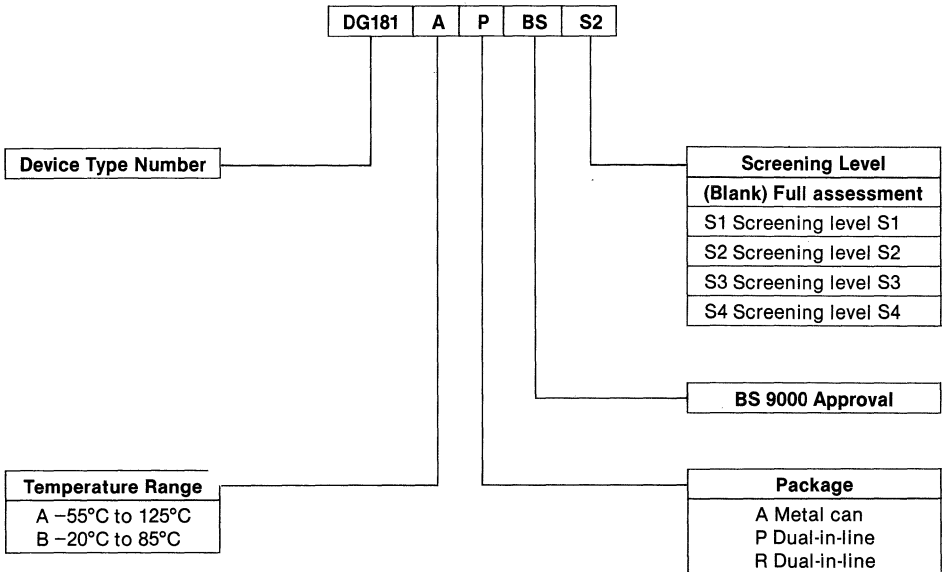 DG181 A P BS S2
Device Type Number
Screening Level
(Blank) Full assessment
S1 Screening level S1
S2 Screening level S2
S3 Screening level S3
S4 Screening level S4
BS 9000 Approval
Temperature Range
A –55°C to 125°C
B –20°C to 85°C
Package
A Metal can
P Dual-in-line
R Dual-in-line